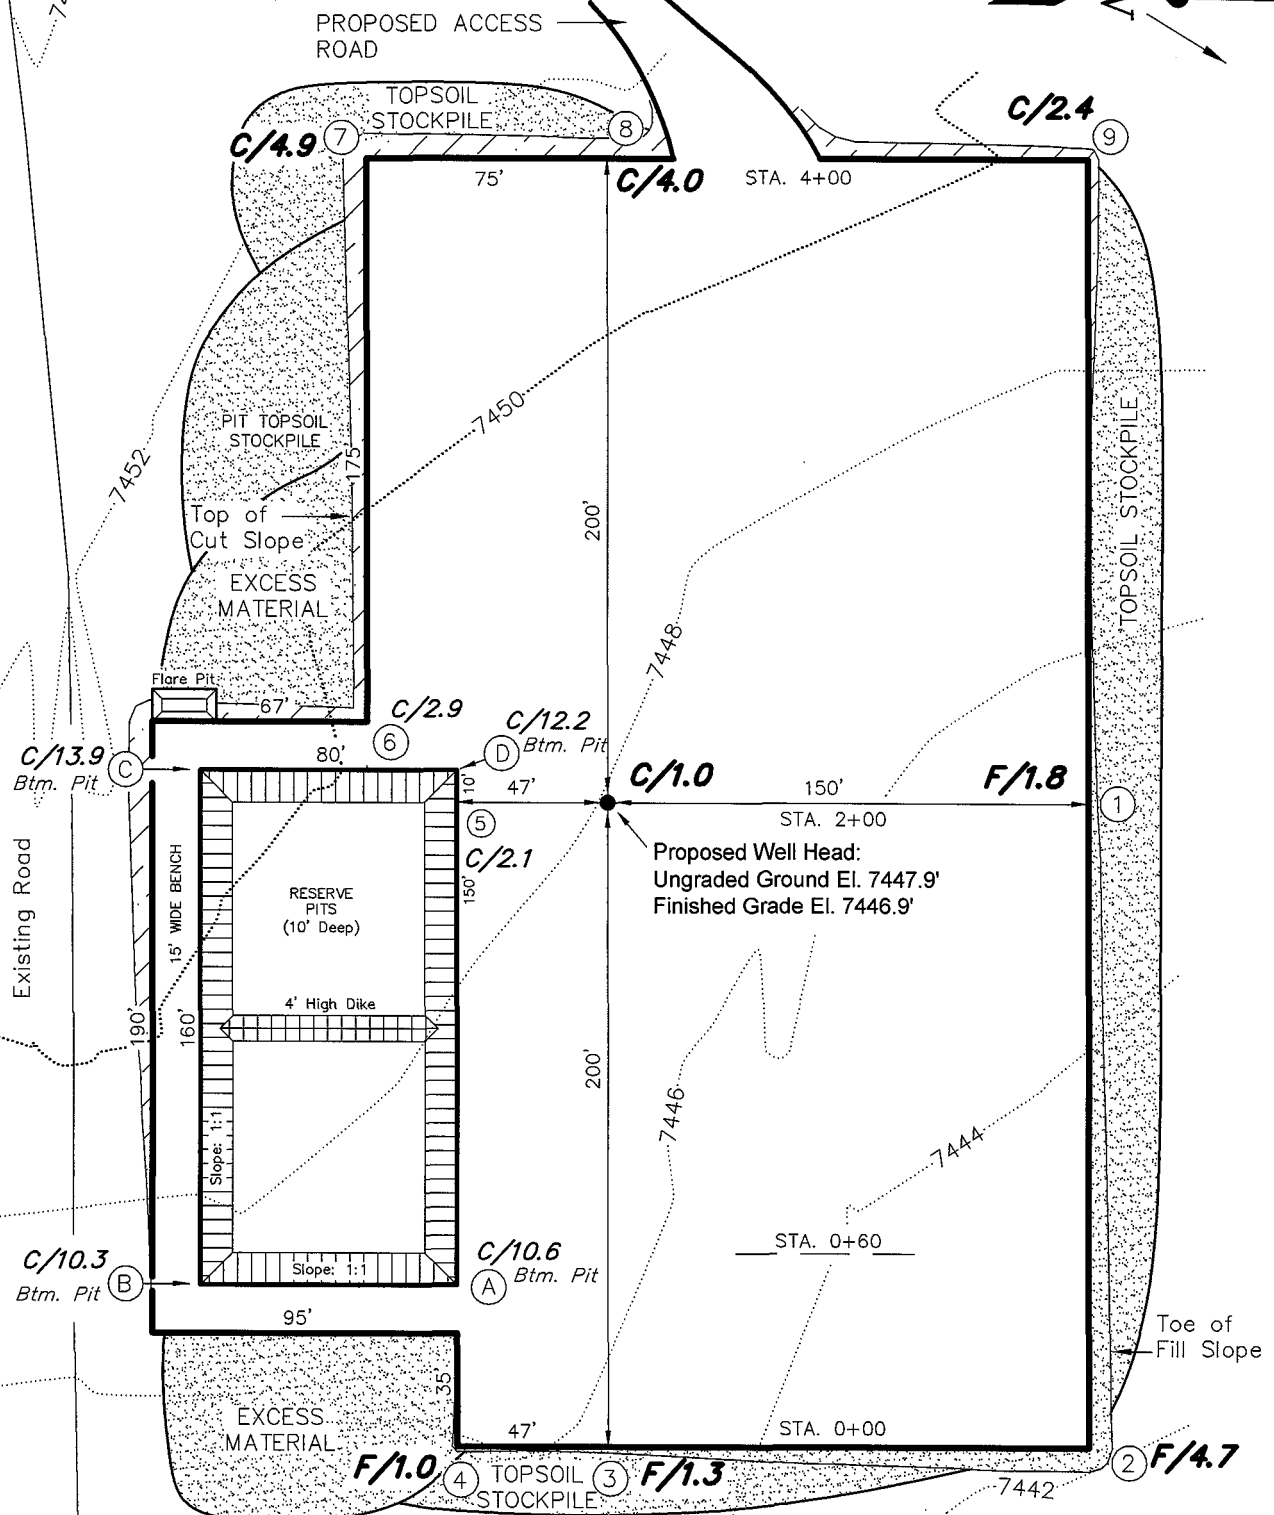 PROPOSED ACCESS
ROAD
TOPSOIL
STOCKPILE
C/4.9
7
8
C/2.4
9
75'
C/4.0
STA. 4+00
7450
7452
PIT TOPSOIL
STOCKPILE
175'
Top of
Cut Slope
EXCESS
MATERIAL
200'
TOPSOIL STOCKPILE
7448
Flare Pit
67'
C/2.9
6
C/12.2
Btm. Pit
D
C/13.9
Btm. Pit
C
80'
10'
47'
C/1.0
150'
F/1.8
1
STA. 2+00
5
C/2.1
Proposed Well Head:
Ungraded Ground El. 7447.9'
Finished Grade El. 7446.9'
Existing Road
15' WIDE BENCH
RESERVE
PITS
(10' Deep)
150'
4' High Dike
190'
160'
200'
7446
7444
Slope: 1:1
STA. 0+60
C/10.3
Btm. Pit
B
Slope: 1:1
C/10.6
Btm. Pit
A
95'
Toe of
Fill Slope
35'
EXCESS
MATERIAL
47'
STA. 0+00
F/1.0
4
TOPSOIL
STOCKPILE
3
F/1.3
2
F/4.7
7442